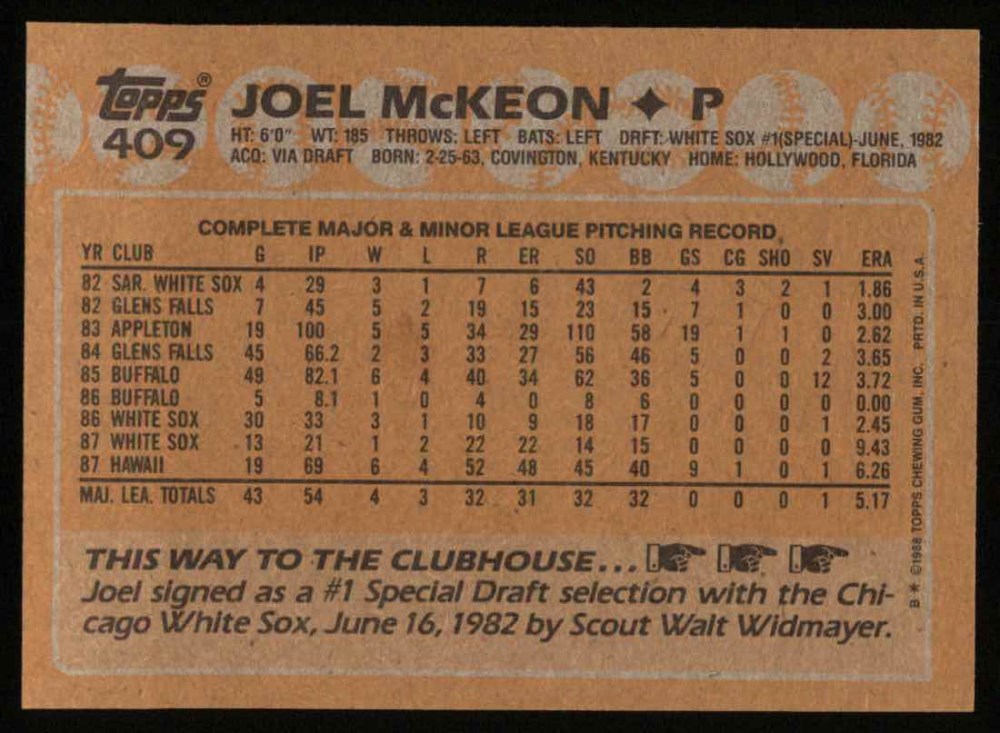 Topps®
409
JOEL McKEON ✦ P
HT: 6'0" WT: 185 THROWS: LEFT BATS: LEFT DRFT: WHITE SOX #1(SPECIAL)-JUNE, 1982
ACQ: VIA DRAFT BORN: 2-25-63, COVINGTON, KENTUCKY HOME: HOLLYWOOD, FLORIDA
COMPLETE MAJOR & MINOR LEAGUE PITCHING RECORD
YR CLUB G IP W L R ER SO BB GS CG SHO SV ERA
82 SAR. WHITE SOX 4 29 3 1 7 6 43 2 4 3 2 1 1.86
82 GLENS FALLS 7 45 5 2 19 15 23 15 7 1 0 0 3.00
83 APPLETON 19 100 5 5 34 29 110 58 19 1 1 0 2.62
84 GLENS FALLS 45 66.2 2 3 33 27 56 46 5 0 0 2 3.65
85 BUFFALO 49 82.1 6 4 40 34 62 36 5 0 0 12 3.72
86 BUFFALO 5 8.1 1 0 4 0 8 6 0 0 0 0 0.00
86 WHITE SOX 30 33 3 1 10 9 18 17 0 0 0 1 2.45
87 WHITE SOX 13 21 1 2 22 22 14 15 0 0 0 0 9.43
87 HAWAII 19 69 6 4 52 48 45 40 9 1 0 1 6.26
MAJ. LEA. TOTALS 43 54 4 3 32 31 32 32 0 0 0 1 5.17
THIS WAY TO THE CLUBHOUSE...
Joel signed as a #1 Special Draft selection with the Chi-
cago White Sox, June 16, 1982 by Scout Walt Widmayer.
B * ©1988 TOPPS CHEWING GUM, INC. PRTD. IN U.S.A.